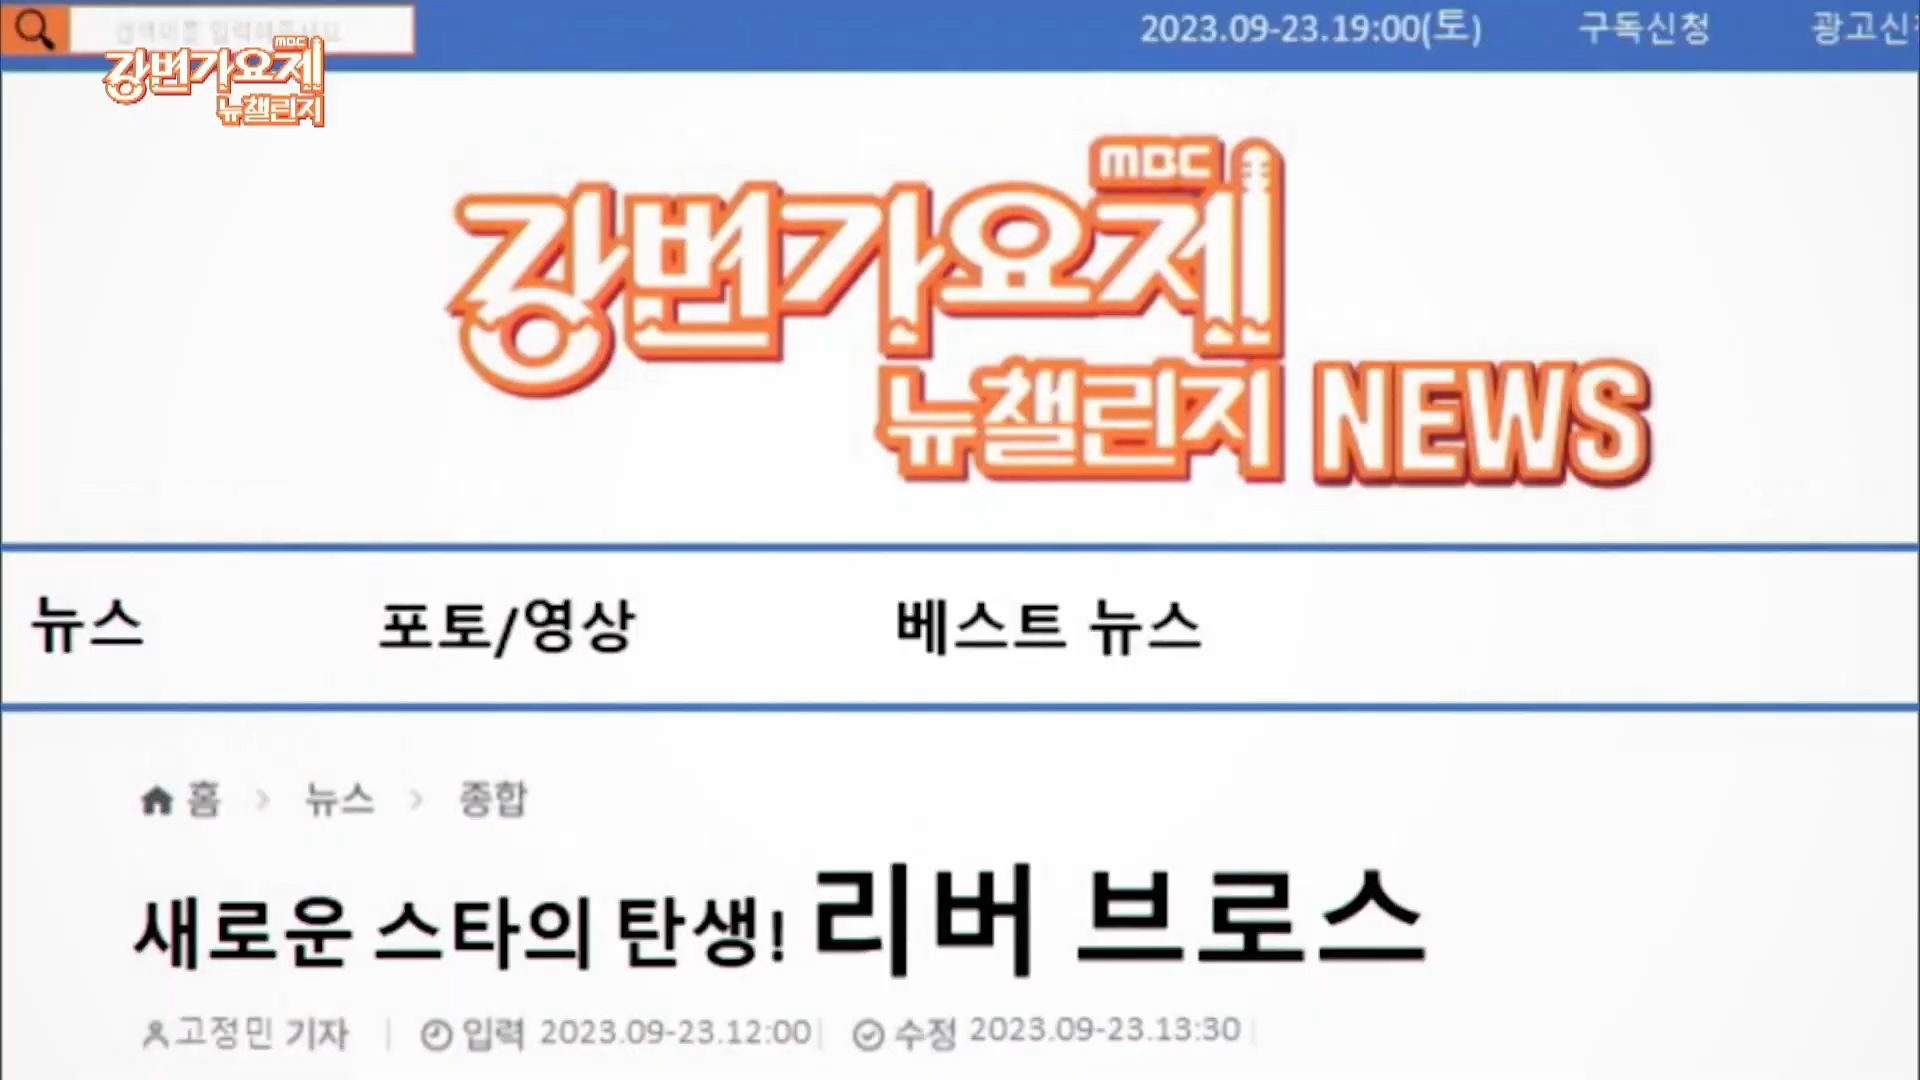 2023.09-23.19:00(토) 구독신청 광고신
MBC
강변가요제
뉴챌린지
MBC
강변가요제
뉴챌린지 NEWS
뉴스 포토/영상 베스트 뉴스
홈 > 뉴스 > 종합
새로운 스타의 탄생! 리버 브로스
고정민 기자 | 입력 2023.09-23.12:00 | 수정 2023.09-23.13:30 |